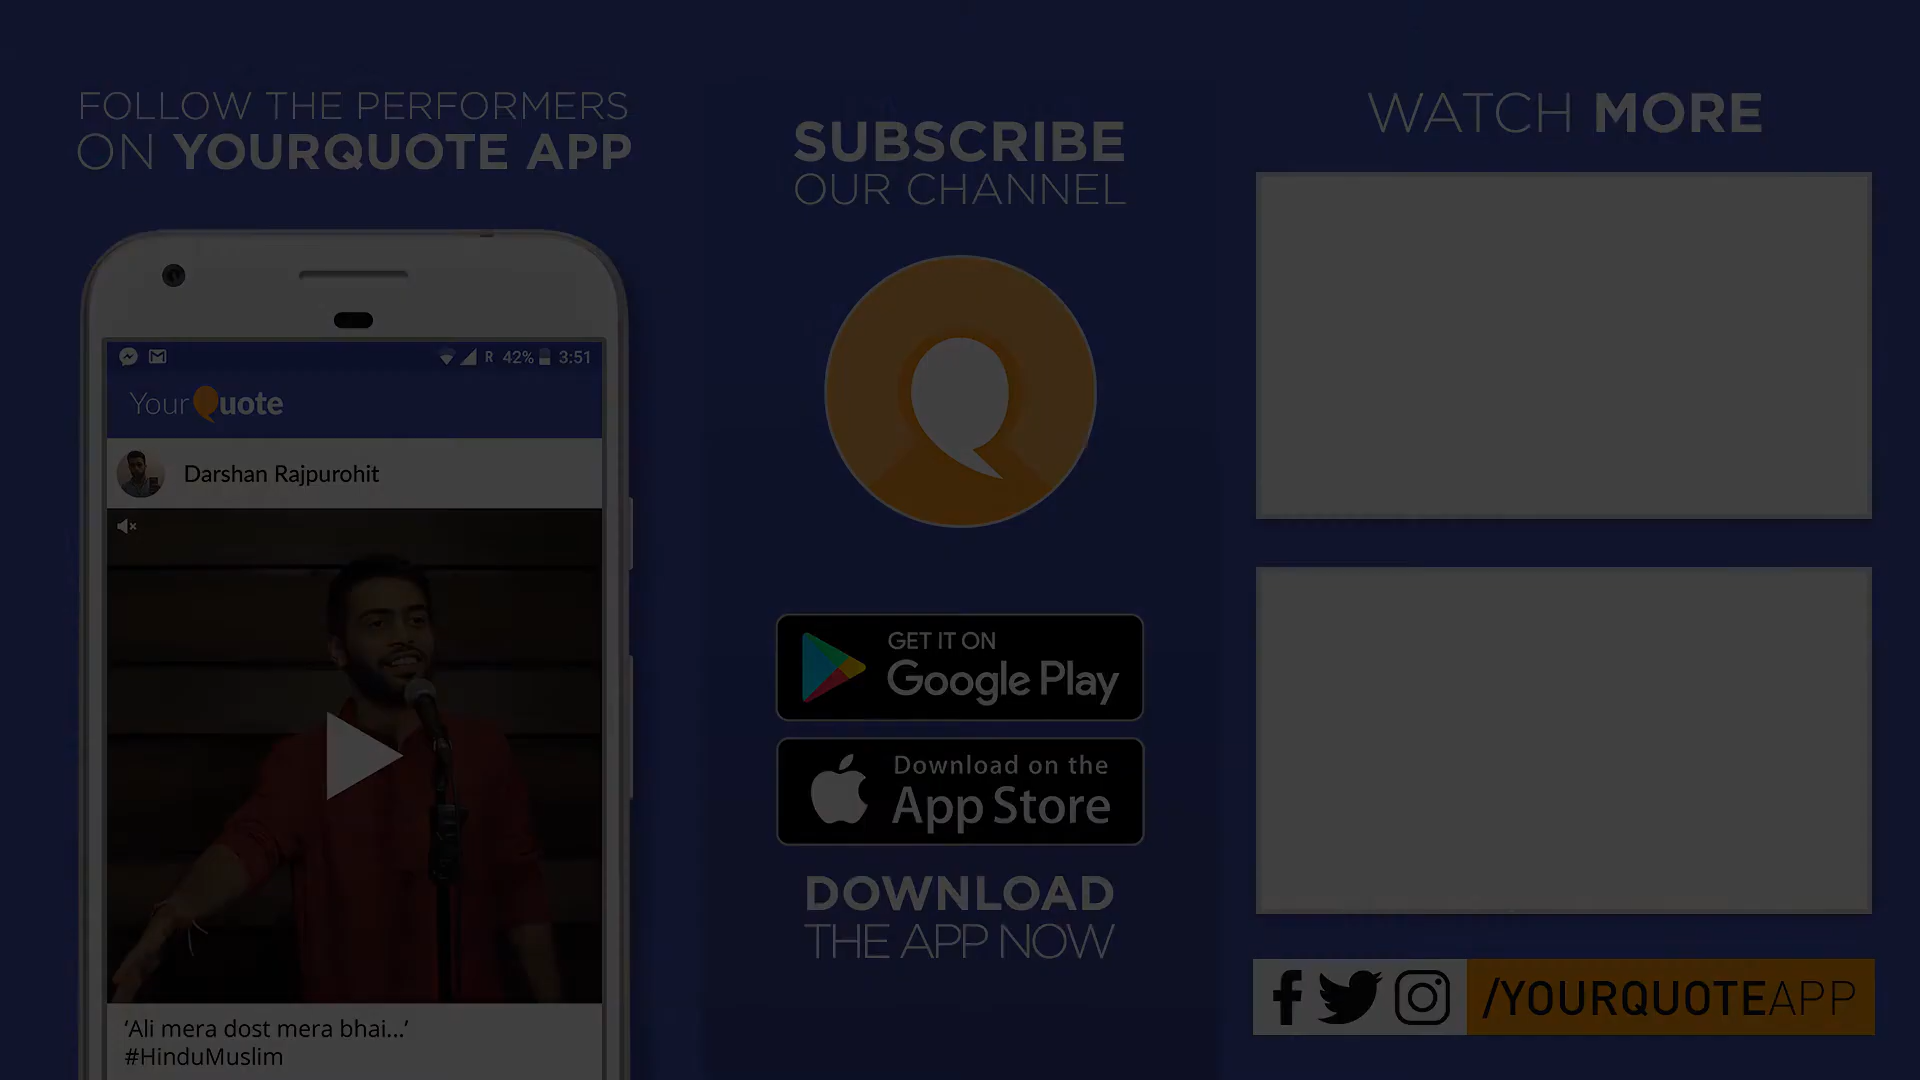 FOLLOW THE PERFORMERS
ON YOURQUOTE APP
R 42% 3:51
YourQuote
Darshan Rajpurohit
‘Ali mera dost mera bhai...’
#HinduMuslim
SUBSCRIBE
OUR CHANNEL
GET IT ON
Google Play
Download on the
App Store
DOWNLOAD
THE APP NOW
WATCH MORE
/YOURQUOTEAPP